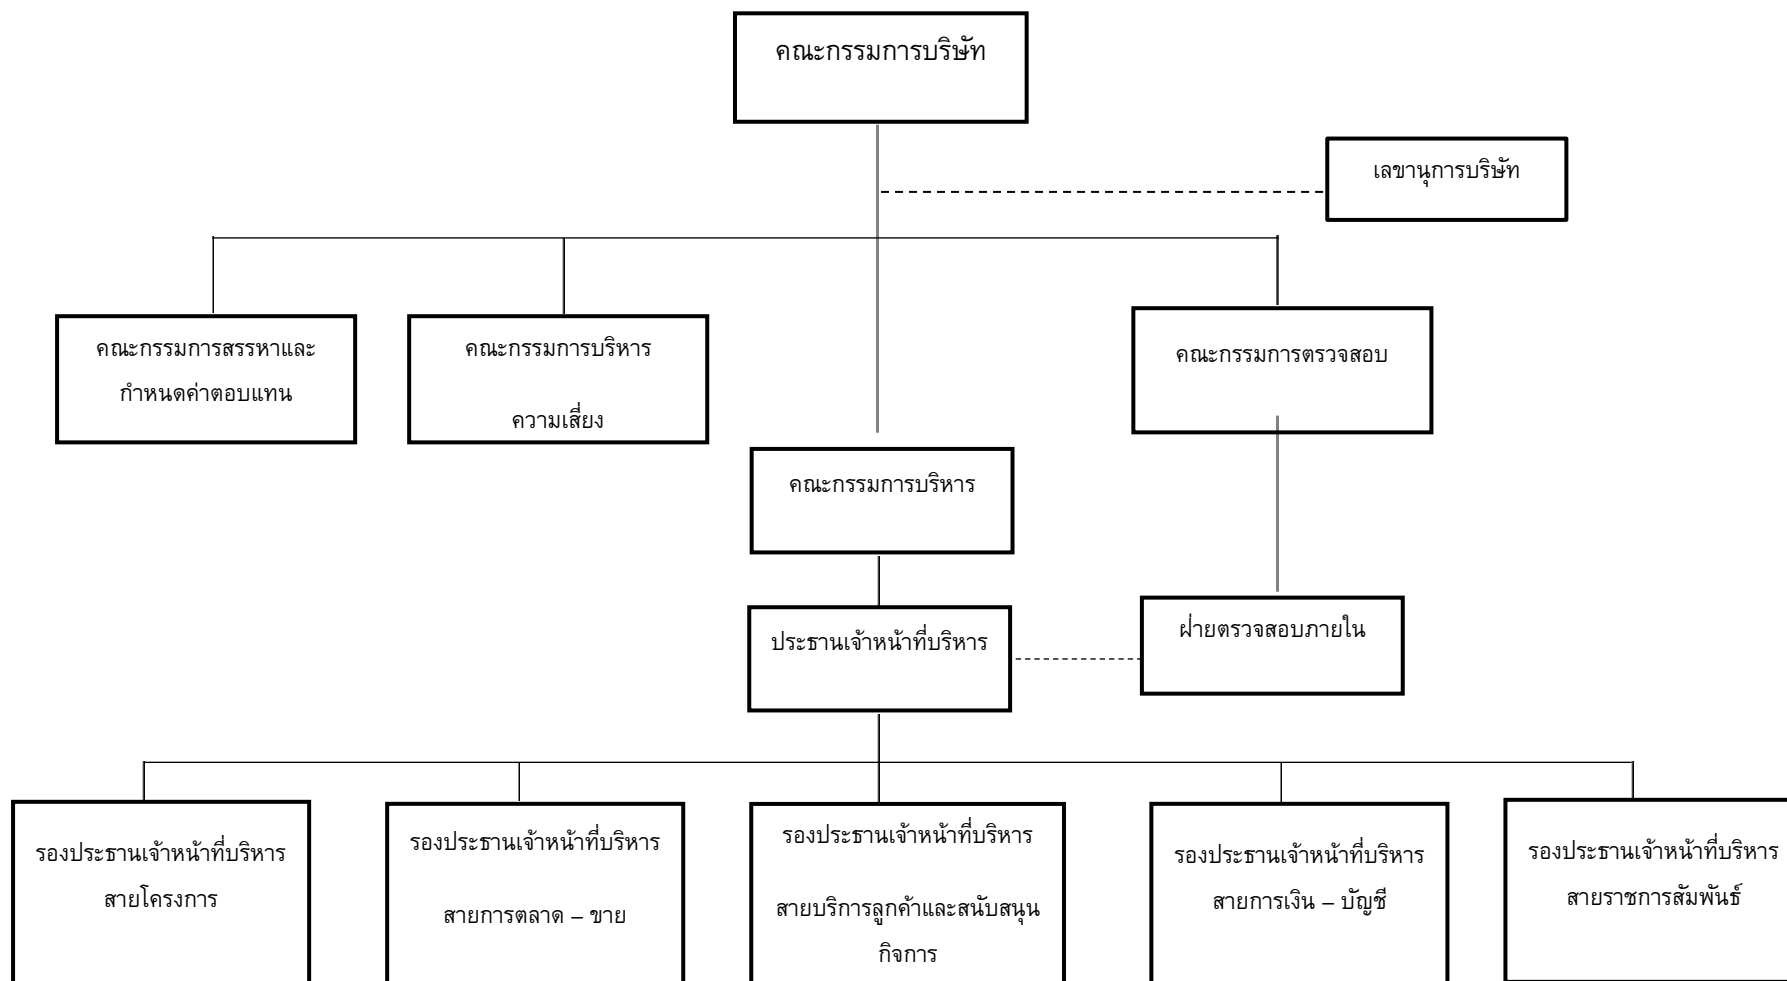 คณะกรรมการบริษัท
เลขานุการบริษัท
คณะกรรมการสรรหาและ
กำหนดค่าตอบแทน
คณะกรรมการบริหาร
ความเสี่ยง
คณะกรรมการตรวจสอบ
คณะกรรมการบริหาร
ประธานเจ้าหน้าที่บริหาร
ฝ่ายตรวจสอบภายใน
รองประธานเจ้าหน้าที่บริหาร
สายโครงการ
รองประธานเจ้าหน้าที่บริหาร
สายการตลาด – ขาย
รองประธานเจ้าหน้าที่บริหาร
สายบริการลูกค้าและสนับสนุน
กิจการ
รองประธานเจ้าหน้าที่บริหาร
สายการเงิน – บัญชี
รองประธานเจ้าหน้าที่บริหาร
สายราชการสัมพันธ์